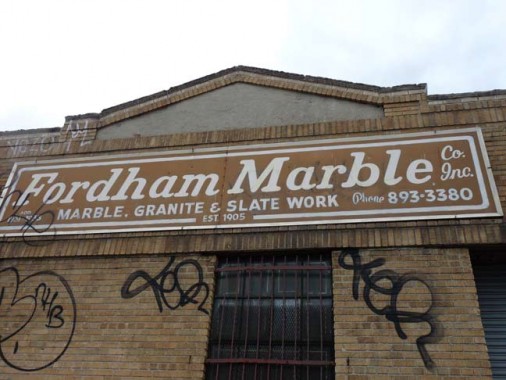 Fordham Marble Co. Inc.
MARBLE, GRANITE & SLATE WORK Phone 893-3380
EST 1905